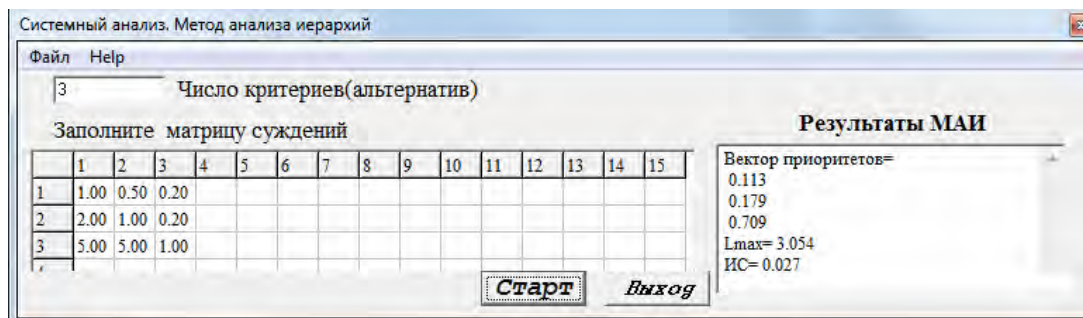 Системный анализ. Метод анализа иерархий
Файл Help
3 Число критериев(альтернатив)
Заполните матрицу суждений
1 2 3 4 5 6 7 8 9 10 11 12 13 14 15
1 1.00 0.50 0.20
2 2.00 1.00 0.20
3 5.00 5.00 1.00
Старт Выход
Результаты МАИ
Вектор приоритетов=
0.113
0.179
0.709
Lmax= 3.054
ИС= 0.027